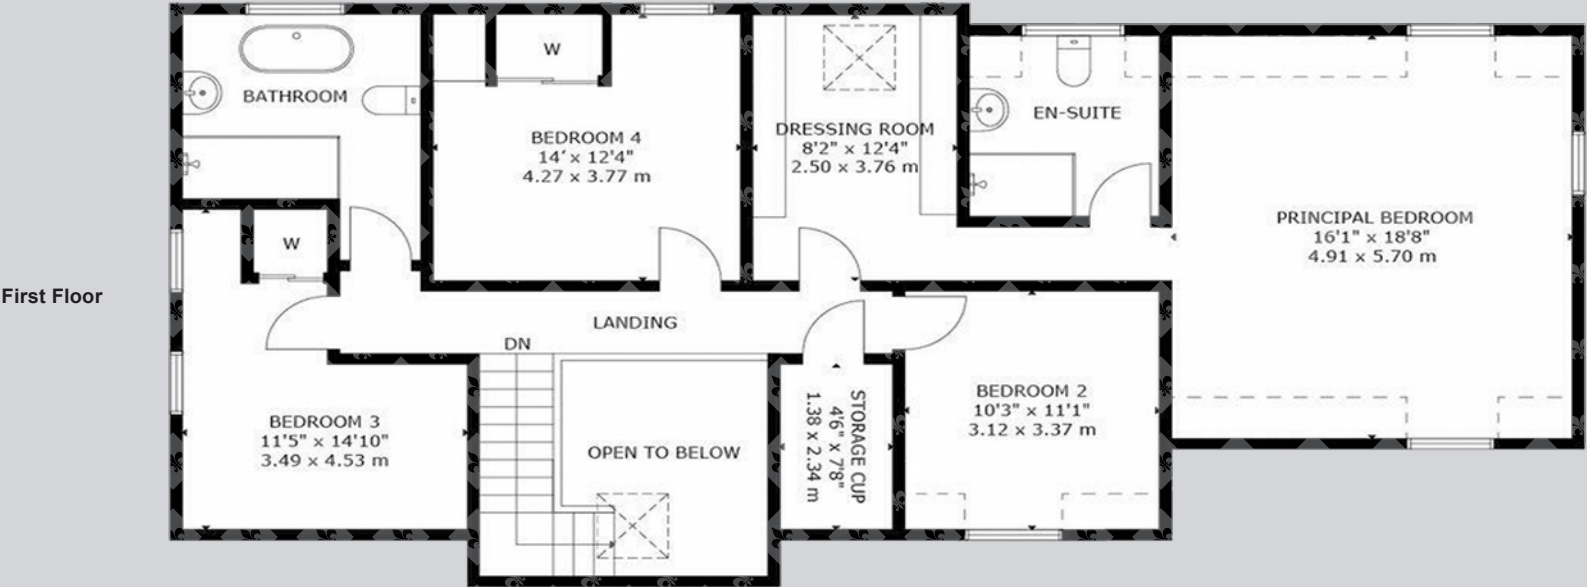 First Floor
BATHROOM
W
BEDROOM 4
14' x 12'4"
4.27 x 3.77 m
DRESSING ROOM
8'2" x 12'4"
2.50 x 3.76 m
EN-SUITE
PRINCIPAL BEDROOM
16'1" x 18'8"
4.91 x 5.70 m
W
LANDING
DN
BEDROOM 3
11'5" x 14'10"
3.49 x 4.53 m
OPEN TO BELOW
STORAGE CUP
4'6" x 7'8"
1.38 x 2.34 m
BEDROOM 2
10'3" x 11'1"
3.12 x 3.37 m